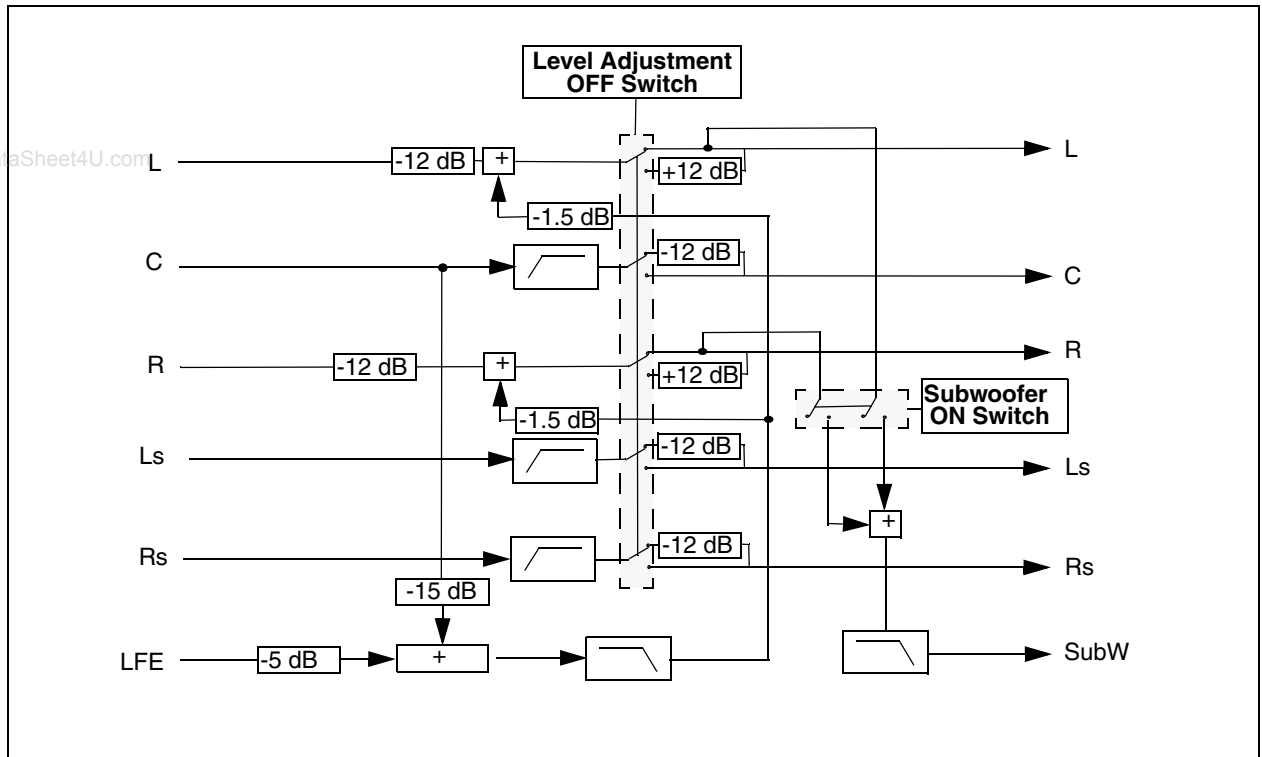 Level Adjustment
OFF Switch
taSheet4U.com
L
-12 dB
+
L
+12 dB
-1.5 dB
C
-12 dB
C
R
-12 dB
+
R
+12 dB
Subwoofer
ON Switch
-1.5 dB
Ls
-12 dB
Ls
+
Rs
-12 dB
Rs
-15 dB
LFE
-5 dB
+
SubW